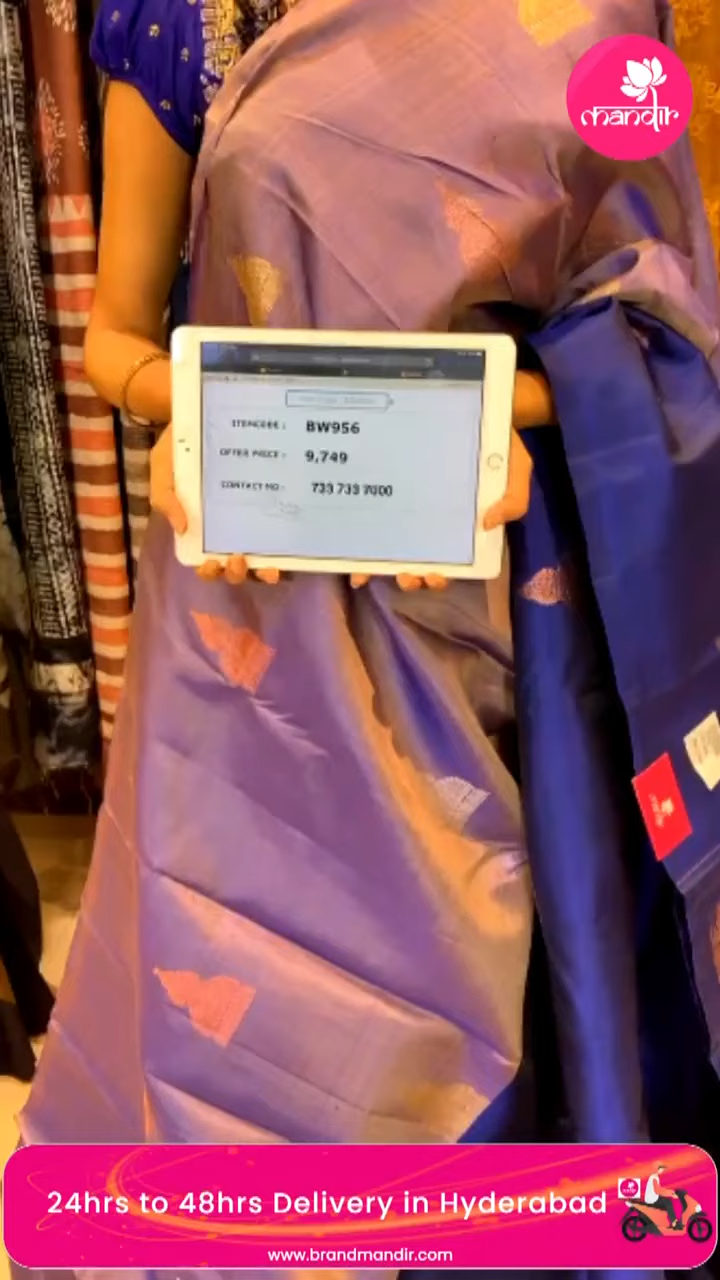 mandir
ITEMCODE : BW956
OFFER PRICE : 9,749
CONTACT NO : 733 733 7000
24hrs to 48hrs Delivery in Hyderabad
www.brandmandir.com